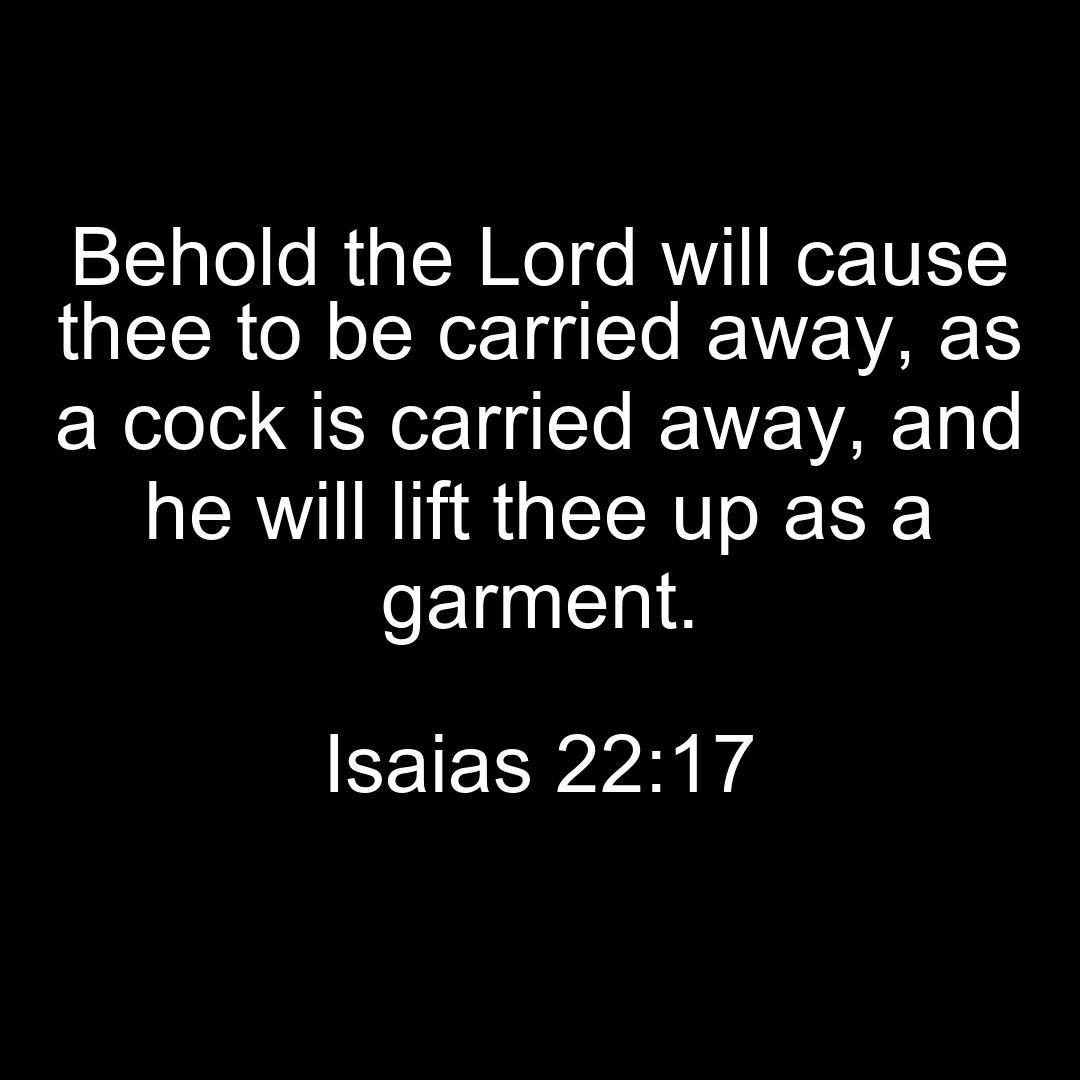 Behold the Lord will cause
thee to be carried away, as
a cock is carried away, and
he will lift thee up as a
garment.
Isaias 22:17